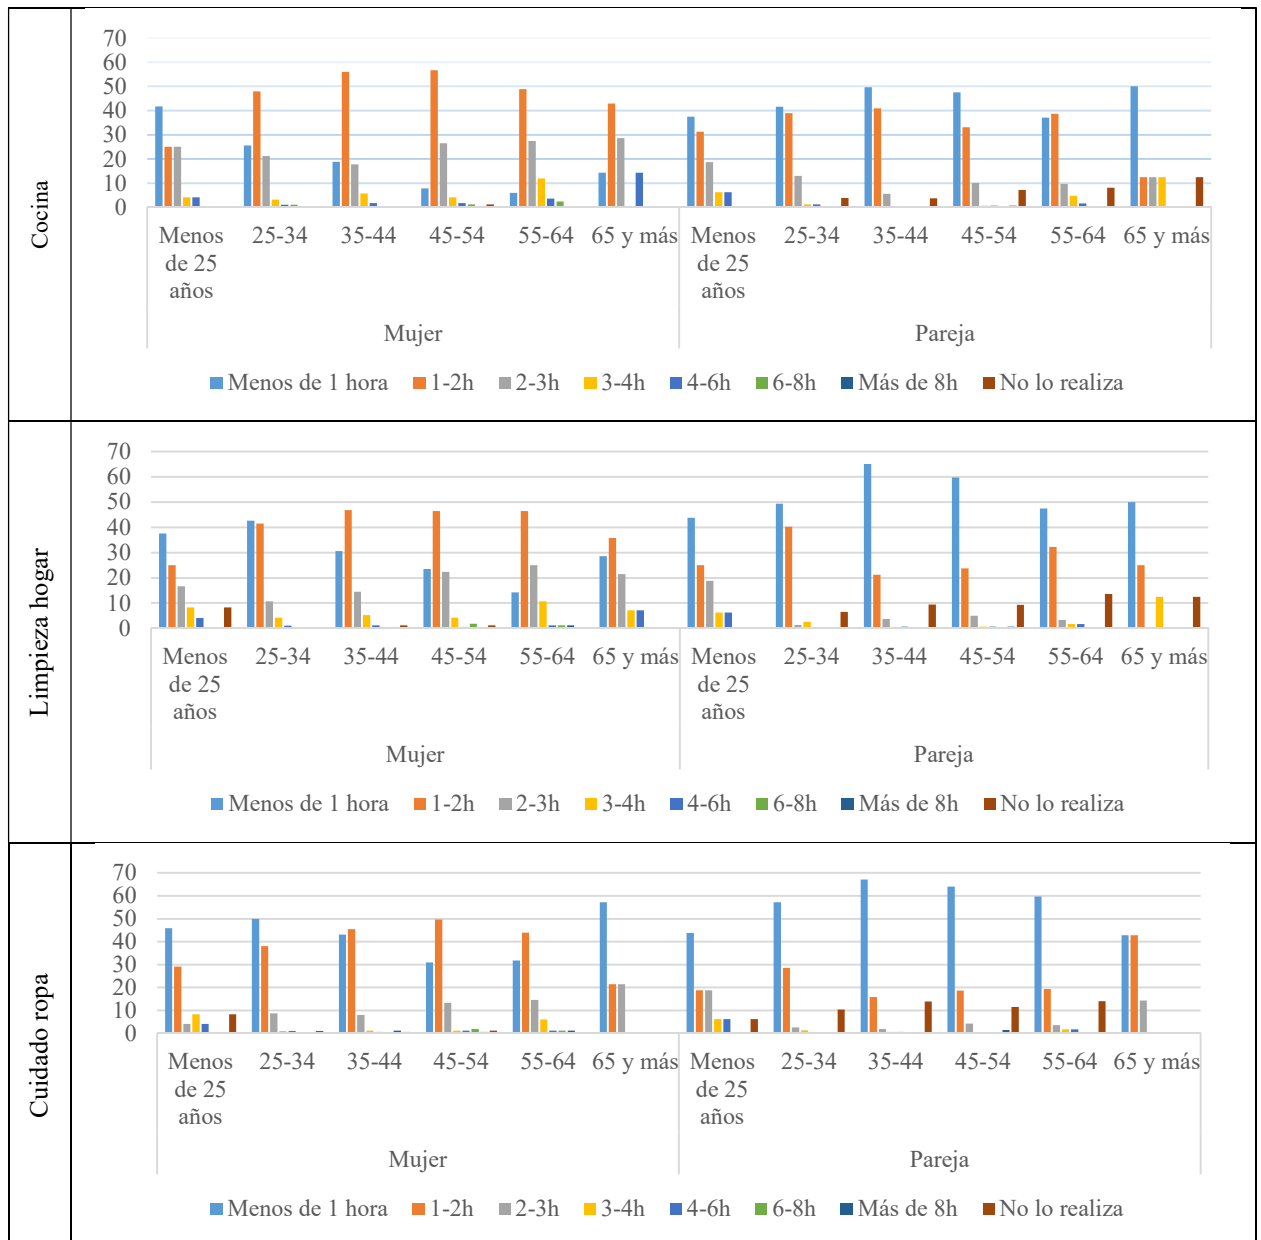 Cocina
70
60
50
40
30
20
10
0
Menos de 25 años 25-34 35-44 45-54 55-64 65 y más Menos de 25 años 25-34 35-44 45-54 55-64 65 y más
Mujer Pareja
Menos de 1 hora 1-2h 2-3h 3-4h 4-6h 6-8h Más de 8h No lo realiza
Limpieza hogar
70
60
50
40
30
20
10
0
Menos de 25 años 25-34 35-44 45-54 55-64 65 y más Menos de 25 años 25-34 35-44 45-54 55-64 65 y más
Mujer Pareja
Menos de 1 hora 1-2h 2-3h 3-4h 4-6h 6-8h Más de 8h No lo realiza
Cuidado ropa
70
60
50
40
30
20
10
0
Menos de 25 años 25-34 35-44 45-54 55-64 65 y más Menos de 25 años 25-34 35-44 45-54 55-64 65 y más
Mujer Pareja
Menos de 1 hora 1-2h 2-3h 3-4h 4-6h 6-8h Más de 8h No lo realiza